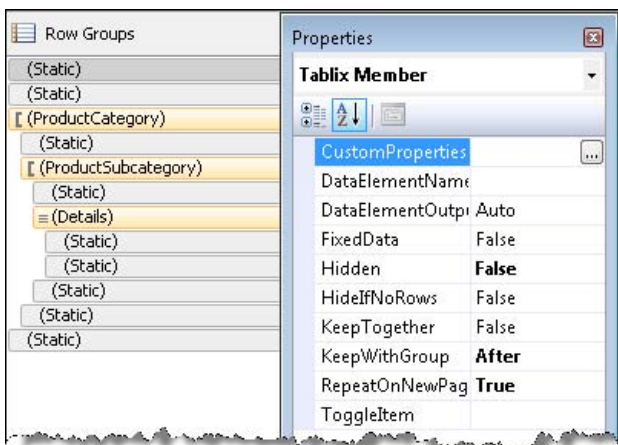 Row Groups
(Static)
(Static)
[ (ProductCategory)
(Static)
[ (ProductSubcategory)
(Static)
(Details)
(Static)
(Static)
(Static)
(Static)
(Static)
Properties
Tablix Member
A
Z
CustomProperties ...
DataElementName
DataElementOutpu Auto
FixedData False
Hidden False
HideIfNoRows False
KeepTogether False
KeepWithGroup After
RepeatOnNewPag True
ToggleItem